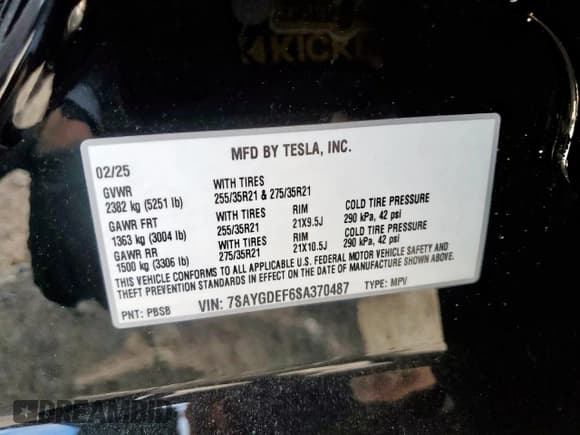 KICKE
MFD BY TESLA, INC.
02/25
GVWR WITH TIRES
2382 kg (5251 lb) 255/35R21 & 275/35R21
GAWR FRT WITH TIRES RIM COLD TIRE PRESSURE
1363 kg (3004 lb) 255/35R21 21X9.5J 290 kPa, 42 psi
GAWR RR WITH TIRES RIM COLD TIRE PRESSURE
1500 kg (3306 lb) 275/35R21 21X10.5J 290 kPa, 42 psi
THIS VEHICLE CONFORMS TO ALL APPLICABLE U.S. FEDERAL MOTOR VEHICLE SAFETY AND
THEFT PREVENTION STANDARDS IN EFFECT ON THE DATE OF MANUFACTURE SHOWN ABOVE.
PNT: PBSB VIN: 7SAYGDEF6SA370487 TYPE: MPV
DREAMBID